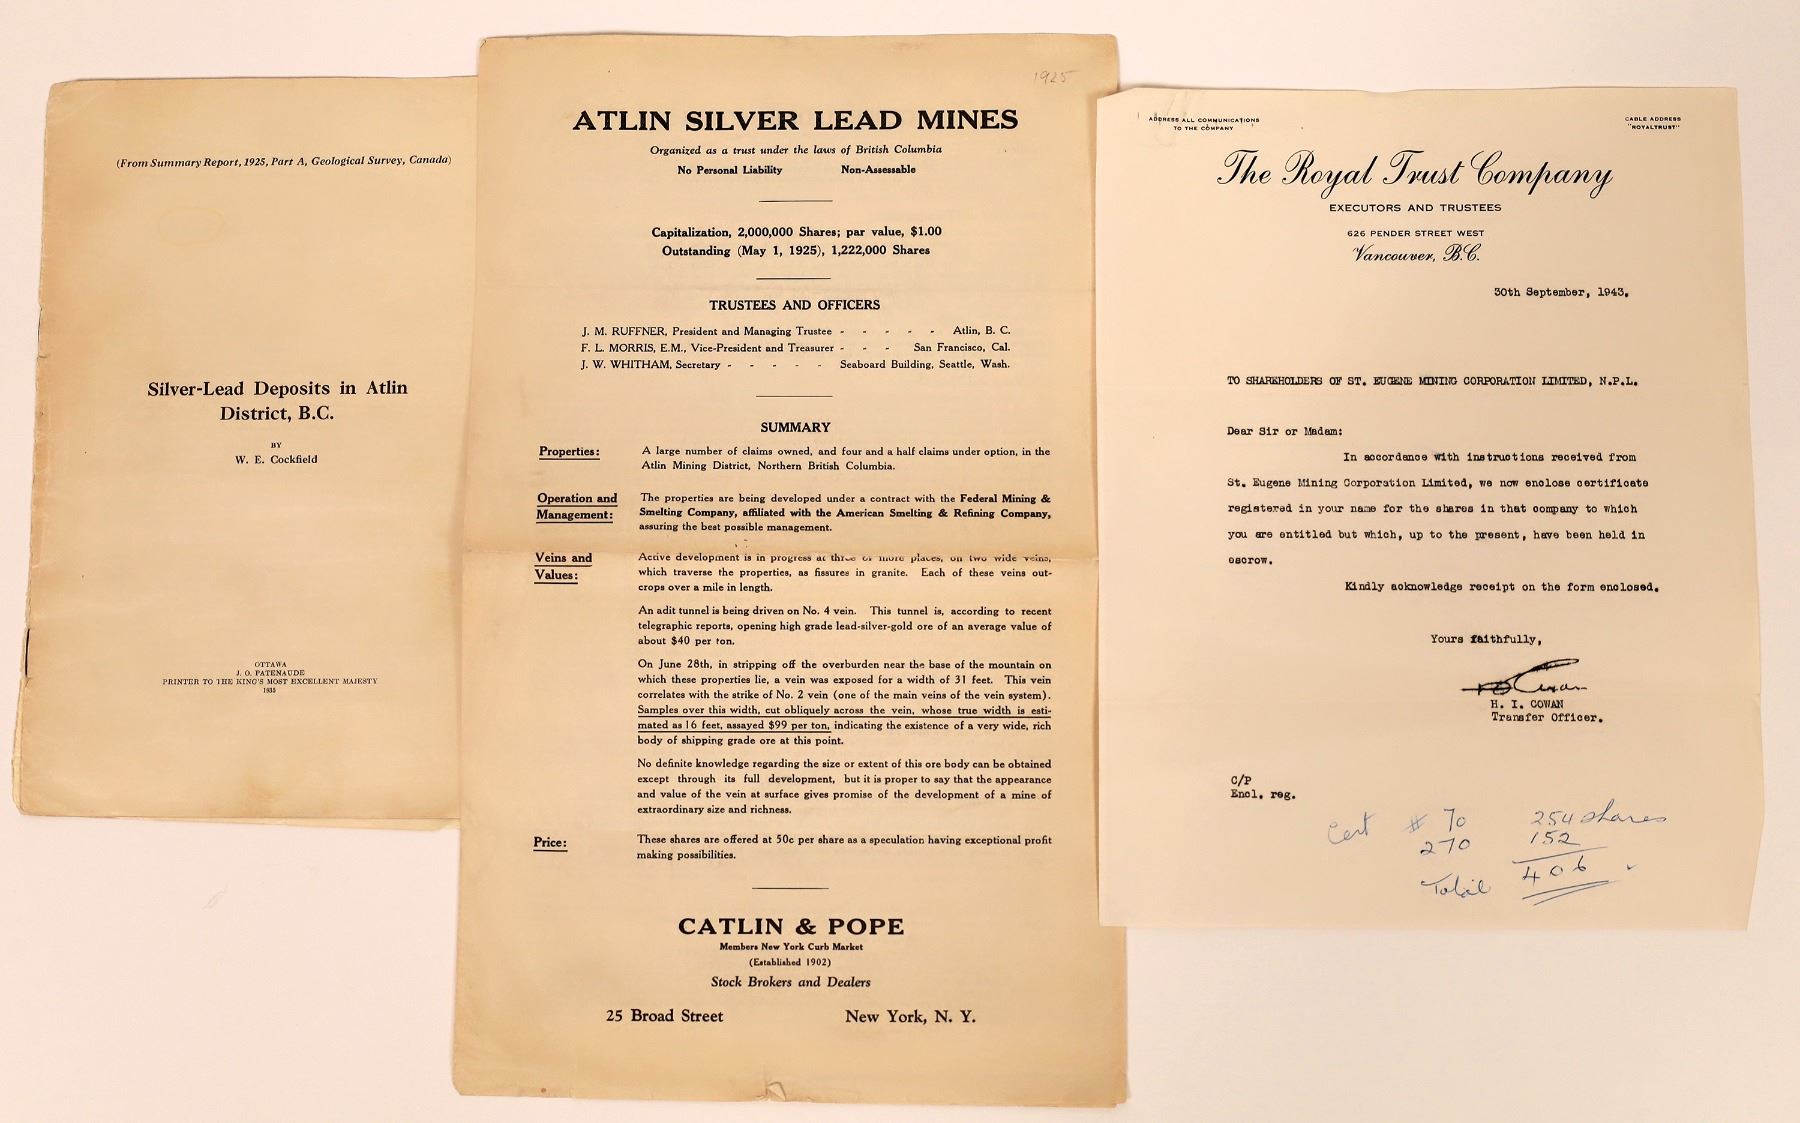 (From Summary Report, 1925, Part A, Geological Survey, Canada)
Silver-Lead Deposits in Atlin
District, B.C.
BY
W. E. Cockfield
OTTAWA
J. O. PATENAUDE
PRINTER TO THE KING'S MOST EXCELLENT MAJESTY
1935
1925
ATLIN SILVER LEAD MINES
Organized as a trust under the laws of British Columbia
No Personal Liability Non-Assessable
Capitalization, 2,000,000 Shares; par value, $1.00
Outstanding (May 1, 1925), 1,222,000 Shares
TRUSTEES AND OFFICERS
J. M. RUFFNER, President and Managing Trustee - - - - - Atlin, B. C.
F. L. MORRIS, E.M., Vice-President and Treasurer - - - San Francisco, Cal.
J. W. WHITHAM, Secretary - - - - - Seaboard Building, Seattle, Wash.
SUMMARY
Properties: A large number of claims owned, and four and a half claims under option, in the
Atlin Mining District, Northern British Columbia.
Operation and The properties are being developed under a contract with the Federal Mining &
Management: Smelting Company, affiliated with the American Smelting & Refining Company,
assuring the best possible management.
Veins and Active development is in progress at three or more places, on two wide veins,
Values: which traverse the properties, as fissures in granite. Each of these veins out-
crops over a mile in length.
An adit tunnel is being driven on No. 4 vein. This tunnel is, according to recent
telegraphic reports, opening high grade lead-silver-gold ore of an average value of
about $40 per ton.
On June 28th, in stripping off the overburden near the base of the mountain on
which these properties lie, a vein was exposed for a width of 31 feet. This vein
correlates with the strike of No. 2 vein (one of the main veins of the vein system).
Samples over this width, cut obliquely across the vein, whose true width is esti-
mated as 16 feet, assayed $99 per ton, indicating the existence of a very wide, rich
body of shipping grade ore at this point.
No definite knowledge regarding the size or extent of this ore body can be obtained
except through its full development, but it is proper to say that the appearance
and value of the vein at surface gives promise of the development of a mine of
extraordinary size and richness.
Price: These shares are offered at 50c per share as a speculation having exceptional profit
making possibilities.
CATLIN & POPE
Members New York Curb Market
(Established 1902)
Stock Brokers and Dealers
25 Broad Street New York, N. Y.
ADDRESS ALL COMMUNICATIONS
TO THE COMPANY
CABLE ADDRESS
"ROYALTRUST"
The Royal Trust Company
EXECUTORS AND TRUSTEES
626 PENDER STREET WEST
Vancouver, B.C.
30th September, 1943.
TO SHAREHOLDERS OF ST. EUGENE MINING CORPORATION LIMITED, N.P.L.
Dear Sir or Madam:
In accordance with instructions received from
St. Eugene Mining Corporation Limited, we now enclose certificate
registered in your name for the shares in that company to which
you are entitled but which, up to the present, have been held in
escrow.
Kindly acknowledge receipt on the form enclosed.
Yours faithfully,
H. I. COWAN
Transfer Officer.
C/P
Encl. reg.
Cert # 70 254 shares
270 152
Total 406